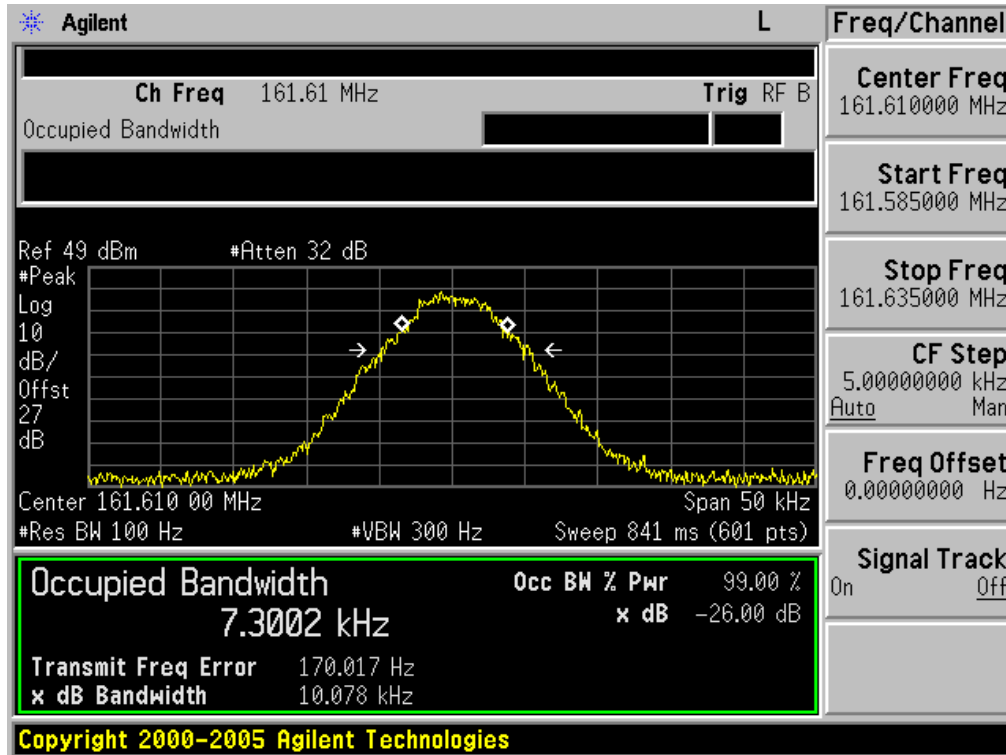 Agilent L Freq/Channel
Ch Freq 161.61 MHz Trig RF B
Occupied Bandwidth
Center Freq
161.610000 MHz
Start Freq
161.585000 MHz
Stop Freq
161.635000 MHz
CF Step
5.00000000 kHz
Auto Man
Freq Offset
0.00000000 Hz
Signal Track
On Off
Ref 49 dBm #Atten 32 dB
#Peak
Log
10
dB/
Offst
27
dB
Center 161.610 00 MHz Span 50 kHz
#Res BW 100 Hz #VBW 300 Hz Sweep 841 ms (601 pts)
Occupied Bandwidth Occ BW % Pwr 99.00 %
7.3002 kHz x dB -26.00 dB
Transmit Freq Error 170.017 Hz
x dB Bandwidth 10.078 kHz
Copyright 2000-2005 Agilent Technologies